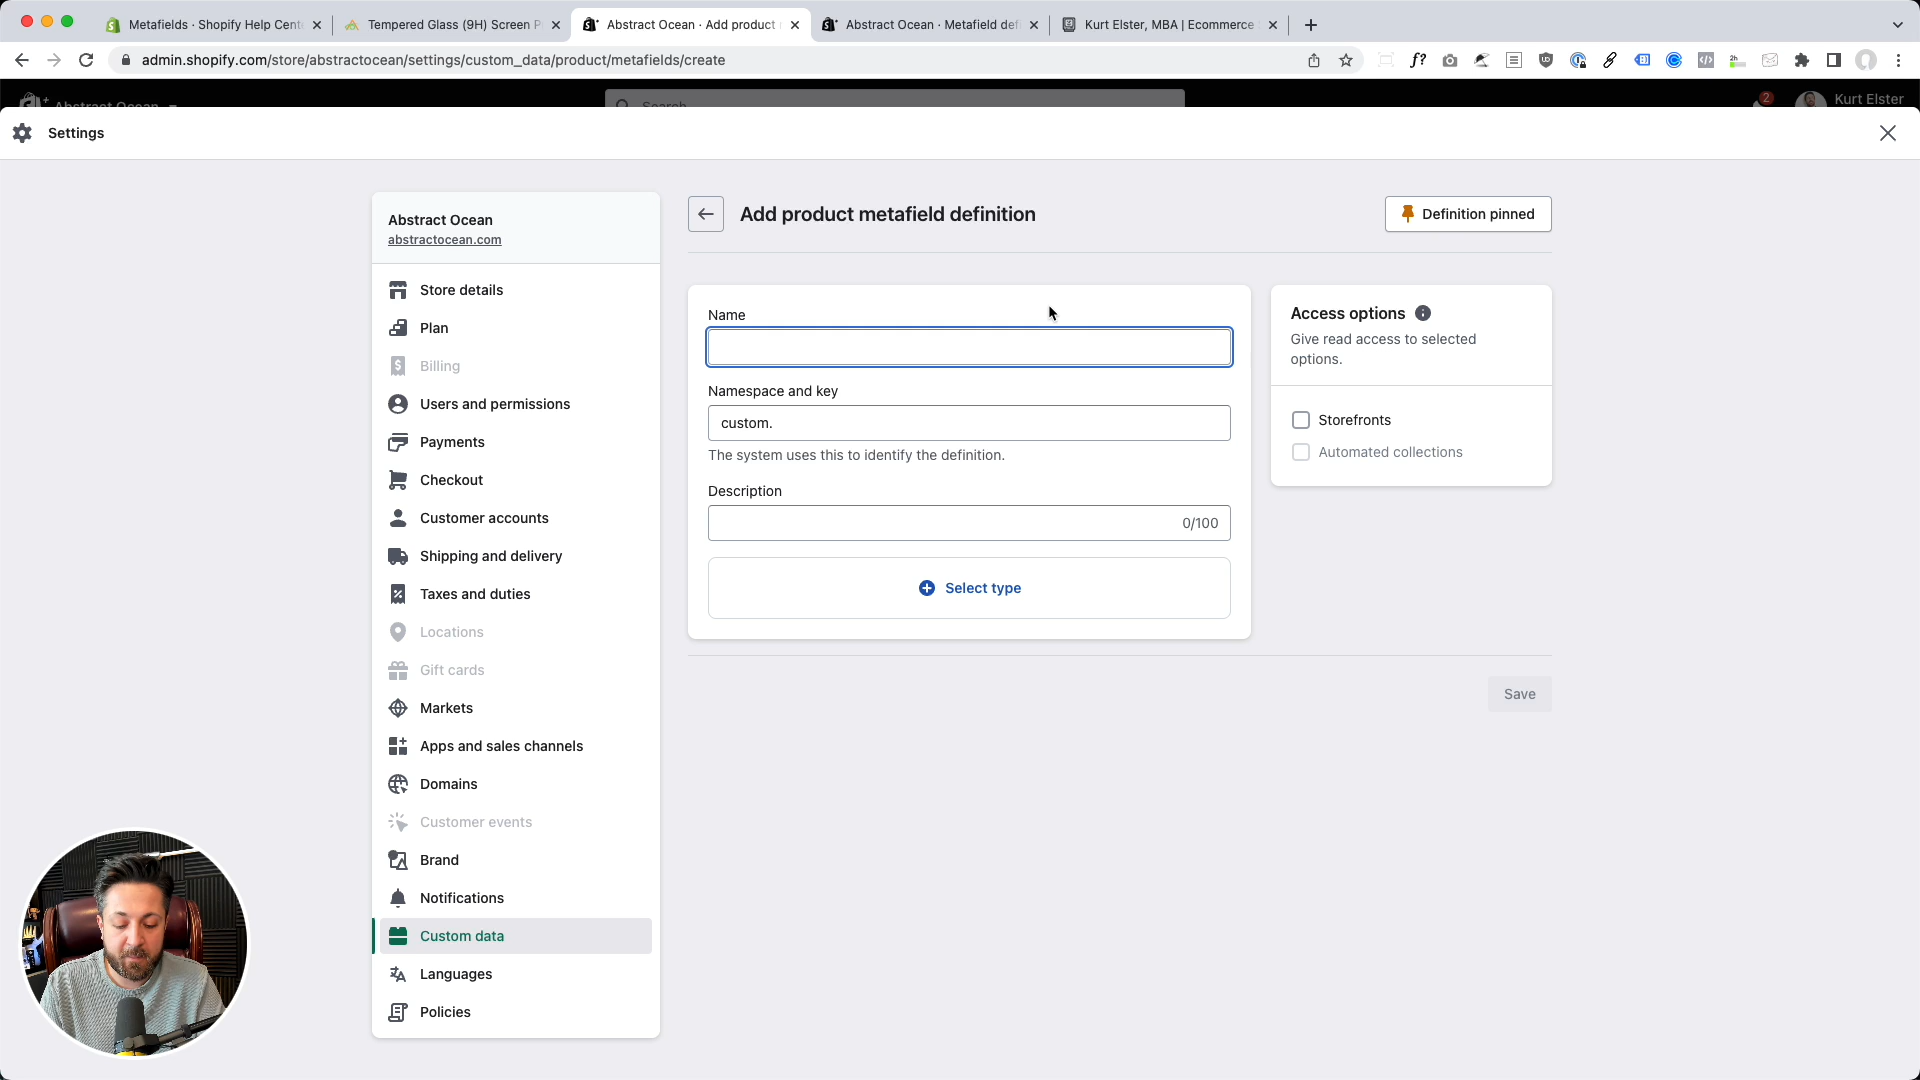 Metafields · Shopify Help Cent
Tempered Glass (9H) Screen P
Abstract Ocean · Add product
Abstract Ocean · Metafield def
Kurt Elster, MBA | Ecommerce
admin.shopify.com/store/abstractocean/settings/custom_data/product/metafields/create
Abstract Ocean
Search
2
Kurt Elster
Settings
Abstract Ocean
abstractocean.com
Store details
Plan
Billing
Users and permissions
Payments
Checkout
Customer accounts
Shipping and delivery
Taxes and duties
Locations
Gift cards
Markets
Apps and sales channels
Domains
Customer events
Brand
Notifications
Custom data
Languages
Policies
Add product metafield definition
Definition pinned
Name
Namespace and key
custom.
The system uses this to identify the definition.
Description
0/100
Select type
Access options
Give read access to selected
options.
Storefronts
Automated collections
Save